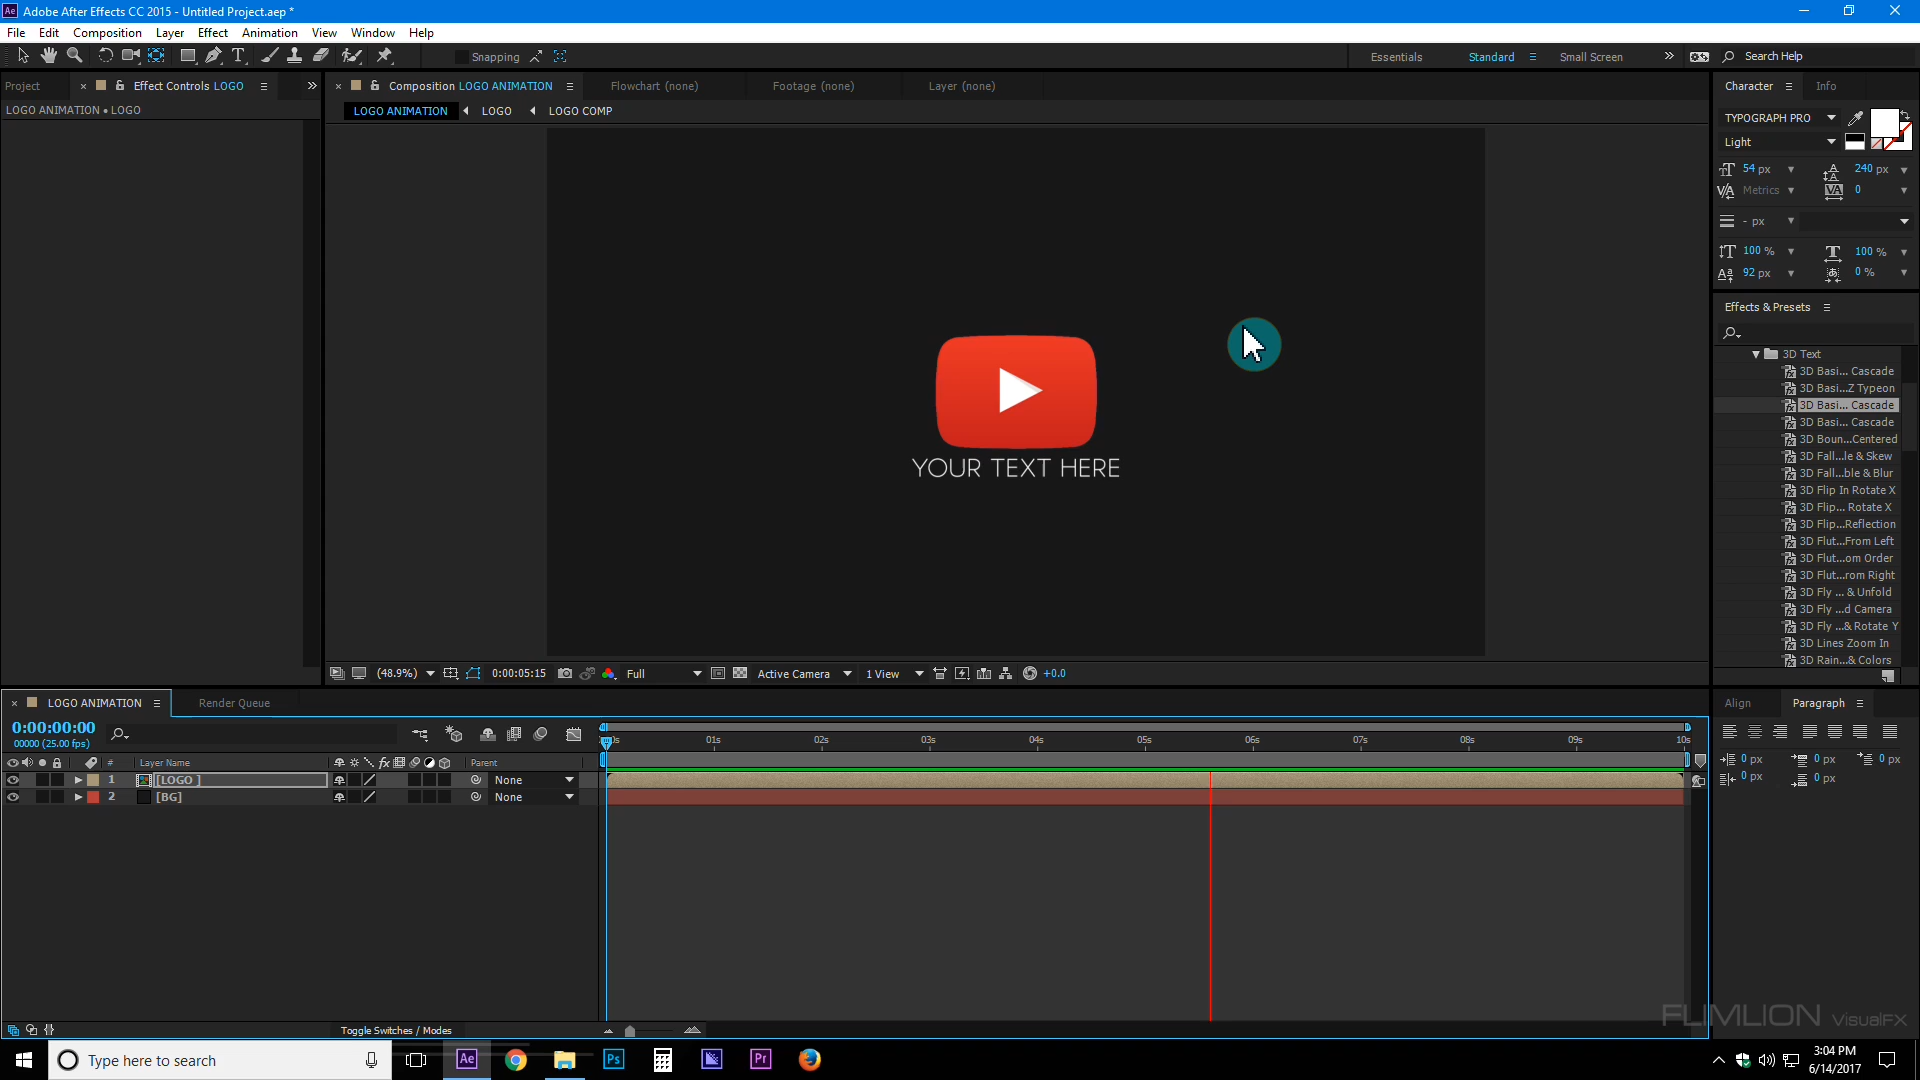 Adobe After Effects CC 2015 - Untitled Project.aep *
File Edit Composition Layer Effect Animation View Window Help
Snapping
Essentials Standard Small Screen Search Help
Project Effect Controls LOGO
LOGO ANIMATION • LOGO
Composition LOGO ANIMATION Flowchart (none) Footage (none) Layer (none)
LOGO ANIMATION LOGO LOGO COMP
YOUR TEXT HERE
(48.9%) 0:00:05:15 Full Active Camera 1 View +0.0
Character Info
TYPOGRAPH PRO
Light
54 px 240 px
Metrics 0
- px
100 % 100 %
92 px 0 %
Effects & Presets
3D Text
3D Basi... Cascade
3D Basi...Z Typeon
3D Basi... Cascade
3D Basi... Cascade
3D Boun...Centered
3D Fall...le & Skew
3D Fall...ble & Blur
3D Flip In Rotate X
3D Flip... Rotate X
3D Flip...Reflection
3D Flut...From Left
3D Flut...om Order
3D Flut...rom Right
3D Fly ... & Unfold
3D Fly ...d Camera
3D Fly ...& Rotate Y
3D Lines Zoom In
3D Rain...& Colors
LOGO ANIMATION Render Queue
0:00:00:00
00000 (25.00 fps)
01s 02s 03s 04s 05s 06s 07s 08s 09s 10s
# Layer Name Parent
1 [LOGO ] None
2 [BG] None
Toggle Switches / Modes
Align Paragraph
0 px 0 px 0 px
0 px 0 px
FLIMLION VisualFX
Type here to search
Ae Ps Pr
3:04 PM
6/14/2017